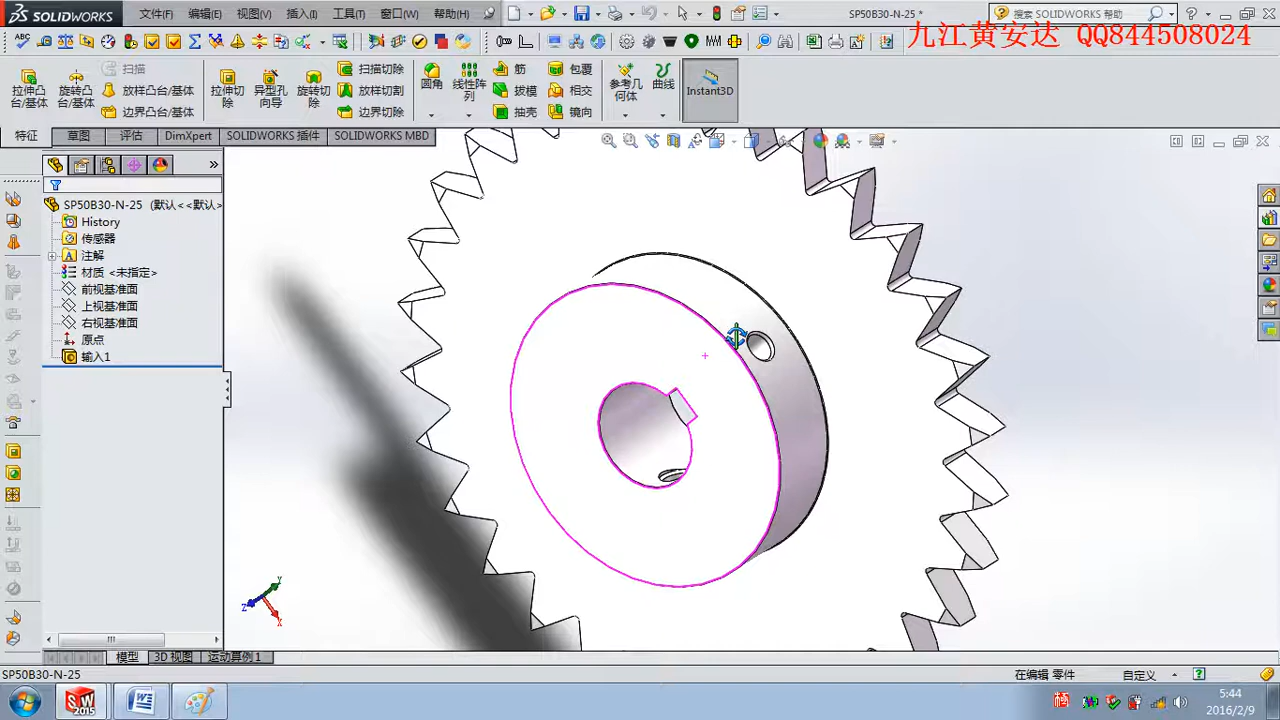 SOLIDWORKS
文件(F)
编辑(E)
视图(V)
插入(I)
工具(T)
窗口(W)
帮助(H)
SP50B30-N-25 *
搜索 SOLIDWORKS 帮助
九江黄安达 QQ844508024
拉伸凸台/基体
旋转凸台/基体
扫描
放样凸台/基体
边界凸台/基体
拉伸切除
异型孔向导
旋转切除
扫描切除
放样切割
边界切除
圆角
线性阵列
筋
拔模
抽壳
包覆
相交
镜向
参考几何体
曲线
Instant3D
特征
草图
评估
DimXpert
SOLIDWORKS 插件
SOLIDWORKS MBD
SP50B30-N-25 (默认<<默认>
History
传感器
注解
材质 <未指定>
前视基准面
上视基准面
右视基准面
原点
输入1
Y
Z
X
模型
3D 视图
运动算例1
SP50B30-N-25
在编辑 零件
自定义
5:44
2016/2/9